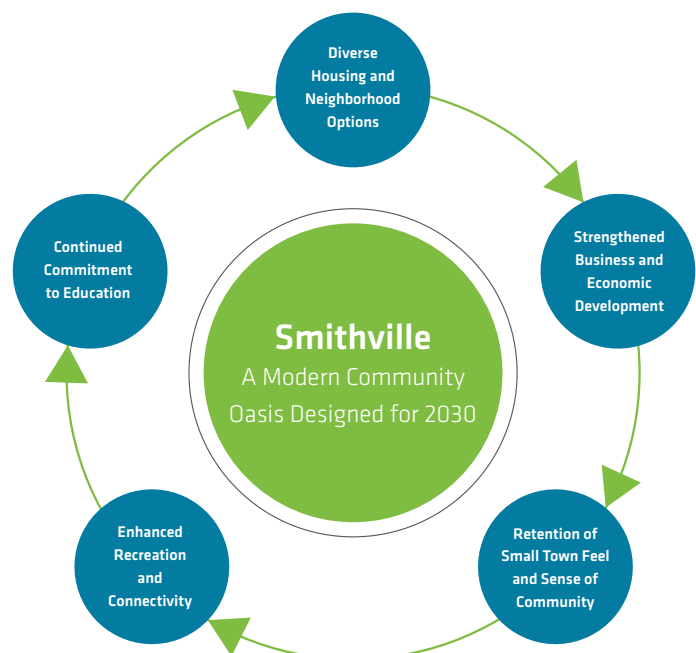 Diverse
Housing and
Neighborhood
Options
Strengthened
Business and
Economic
Development
Retention of
Small Town Feel
and Sense of
Community
Enhanced
Recreation
and
Connectivity
Continued
Commitment
to Education
Smithville
A Modern Community
Oasis Designed for 2030